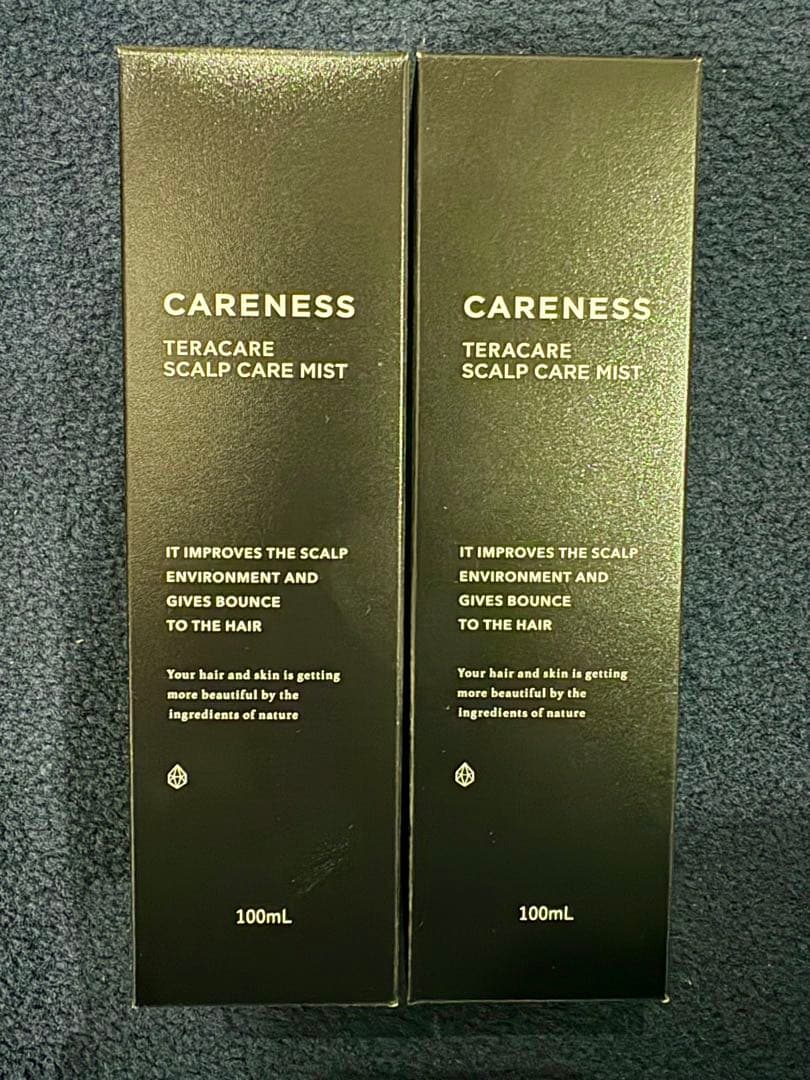 CARENESS
TERACARE
SCALP CARE MIST
IT IMPROVES THE SCALP
ENVIRONMENT AND
GIVES BOUNCE
TO THE HAIR
Your hair and skin is getting
more beautiful by the
ingredients of nature
100mL
CARENESS
TERACARE
SCALP CARE MIST
IT IMPROVES THE SCALP
ENVIRONMENT AND
GIVES BOUNCE
TO THE HAIR
Your hair and skin is getting
more beautiful by the
ingredients of nature
100mL